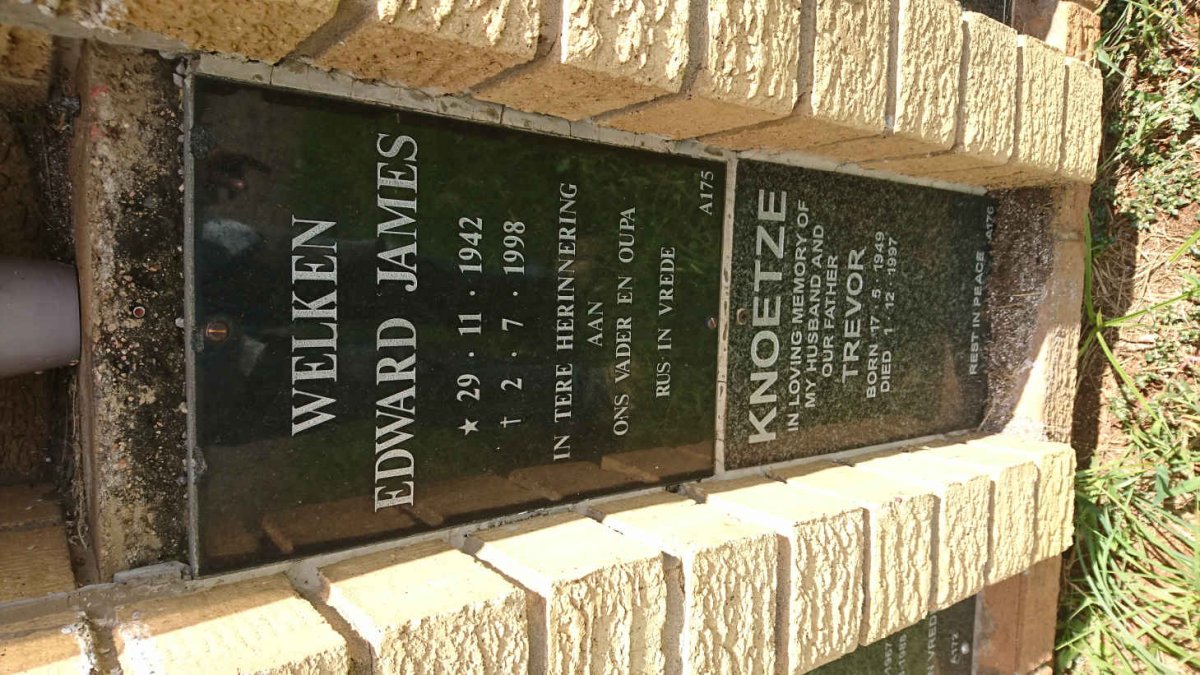 WELKEN
EDWARD JAMES
★ 29 · 11 · 1942
† 2 · 7 · 1998
IN TERE HERINNERING
AAN
ONS VADER EN OUPA
RUS IN VREDE
A175
KNOETZE
IN LOVING MEMORY OF
MY HUSBAND AND
OUR FATHER
TREVOR
BORN 17 . 5 . 1949
DIED 1 . 12 . 1997
REST IN PEACE
A176
VREDE
A172